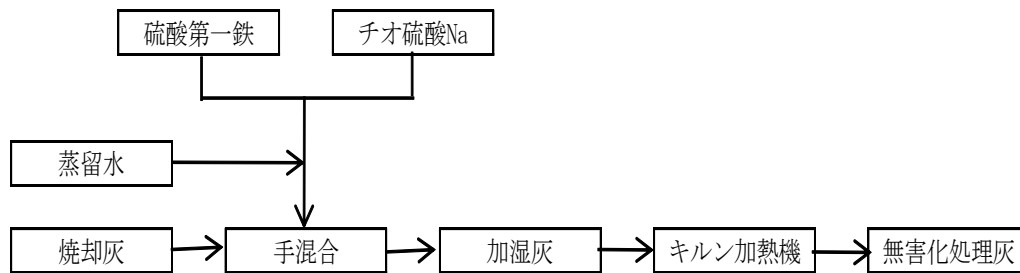 硫酸第一鉄
チオ硫酸Na
蒸留水
焼却灰
手混合
加湿灰
キルン加熱機
無害化処理灰